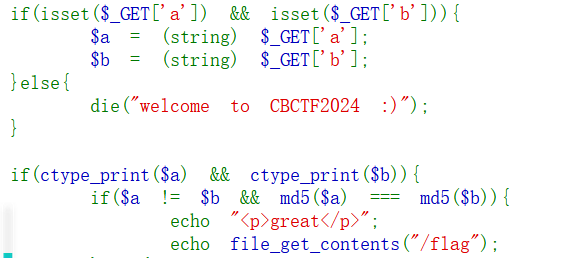 if(isset($_GET['a']) && isset($_GET['b'])){
$a = (string) $_GET['a'];
$b = (string) $_GET['b'];
}else{
die("welcome to CBCTF2024 :)");
}
if(ctype_print($a) && ctype_print($b)){
if($a != $b && md5($a) === md5($b)){
echo "<p>great</p>";
echo file_get_contents("/flag");